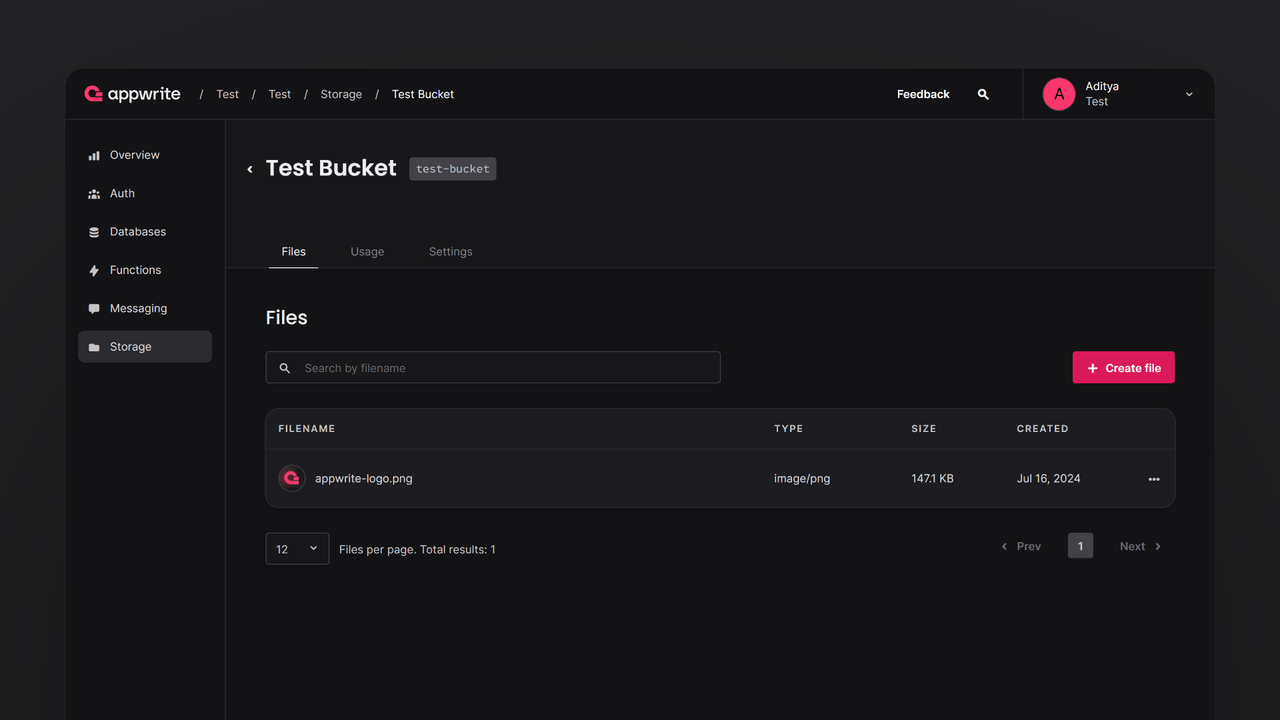 appwrite / Test / Test / Storage / Test Bucket
Feedback
A
Aditya
Test
Overview
Auth
Databases
Functions
Messaging
Storage
Test Bucket test-bucket
Files Usage Settings
Files
Search by filename
+ Create file
FILENAME TYPE SIZE CREATED
appwrite-logo.png image/png 147.1 KB Jul 16, 2024
12 Files per page. Total results: 1
Prev 1 Next